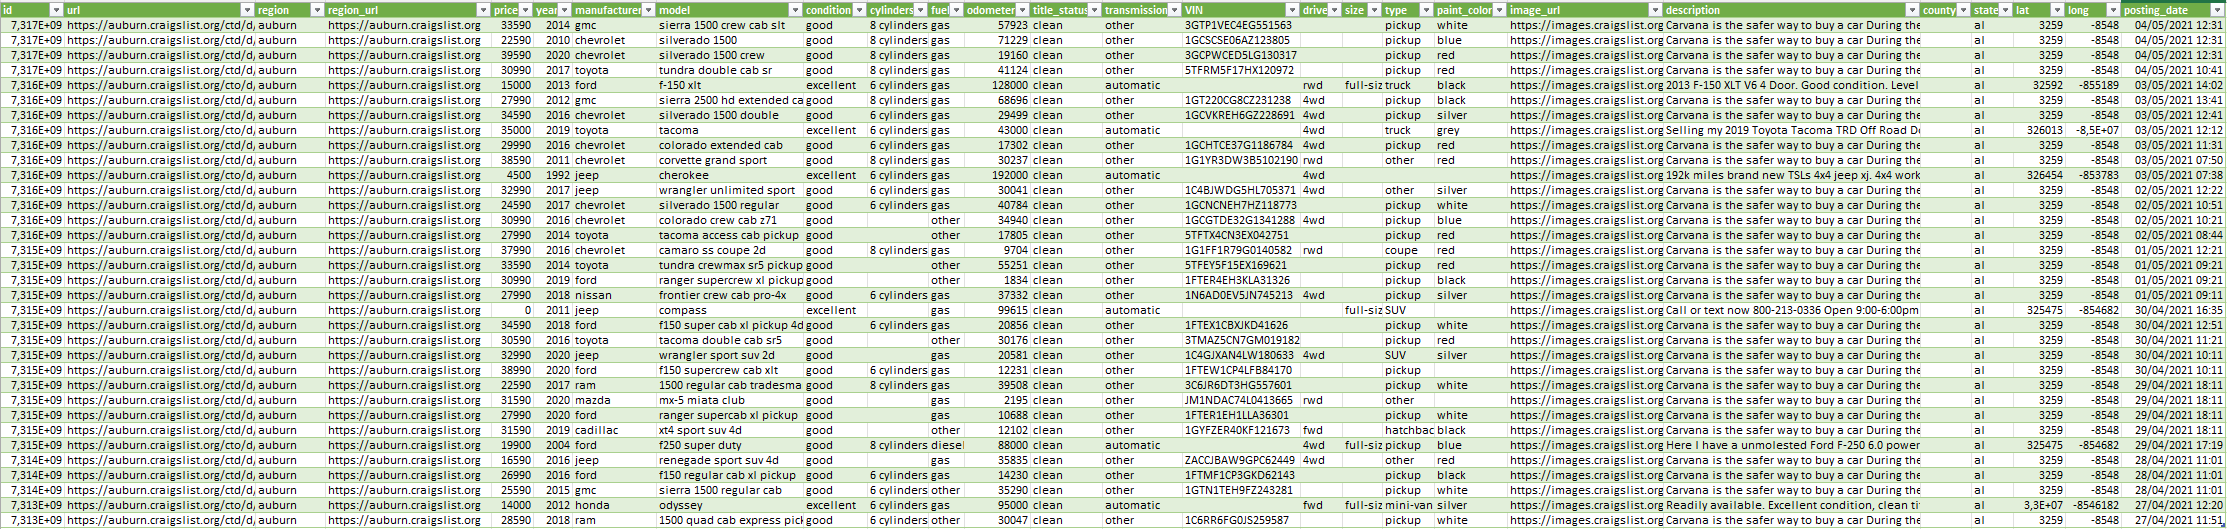 id url region region_url price year manufacturer model condition cylinders fuel odometer title_status transmission VIN drive size type paint_color image_url description county state lat long posting_date
7,317E+09 https://auburn.craigslist.org/ctd/d, auburn https://auburn.craigslist.org 33590 2014 gmc sierra 1500 crew cab slt good 8 cylinders gas 57923 clean other 3GTP1VEC4EG551563 pickup white https://images.craigslist.org Carvana is the safer way to buy a car During the al 3259 -8548 04/05/2021 12:31
7,317E+09 https://auburn.craigslist.org/ctd/d, auburn https://auburn.craigslist.org 22590 2010 chevrolet silverado 1500 good 8 cylinders gas 71229 clean other 1GCSCSE06AZ123805 pickup blue https://images.craigslist.org Carvana is the safer way to buy a car During the al 3259 -8548 04/05/2021 12:31
7,317E+09 https://auburn.craigslist.org/ctd/d, auburn https://auburn.craigslist.org 39590 2020 chevrolet silverado 1500 crew good 8 cylinders gas 19160 clean other 3GCPWCED5LG130317 pickup red https://images.craigslist.org Carvana is the safer way to buy a car During the al 3259 -8548 04/05/2021 12:31
7,317E+09 https://auburn.craigslist.org/ctd/d, auburn https://auburn.craigslist.org 30990 2017 toyota tundra double cab sr good 8 cylinders gas 41124 clean other 5TFRM5F17HX120972 pickup red https://images.craigslist.org Carvana is the safer way to buy a car During the al 3259 -8548 04/05/2021 10:41
7,316E+09 https://auburn.craigslist.org/ctd/d, auburn https://auburn.craigslist.org 15000 2013 ford f-150 xlt excellent 6 cylinders gas 128000 clean automatic rwd full-siz truck black https://images.craigslist.org 2013 F-150 XLT V6 4 Door. Good condition. Level al 32592 -855189 03/05/2021 14:02
7,316E+09 https://auburn.craigslist.org/ctd/d, auburn https://auburn.craigslist.org 27990 2012 gmc sierra 2500 hd extended ca good 8 cylinders gas 68696 clean other 1GT220CG8CZ231238 4wd pickup black https://images.craigslist.org Carvana is the safer way to buy a car During the al 3259 -8548 03/05/2021 13:41
7,316E+09 https://auburn.craigslist.org/ctd/d, auburn https://auburn.craigslist.org 34590 2016 chevrolet silverado 1500 double good 6 cylinders gas 29499 clean other 1GCVKREH6GZ228691 4wd pickup silver https://images.craigslist.org Carvana is the safer way to buy a car During the al 3259 -8548 03/05/2021 12:41
7,316E+09 https://auburn.craigslist.org/ctd/d, auburn https://auburn.craigslist.org 35000 2019 toyota tacoma excellent 6 cylinders gas 43000 clean automatic 4wd truck grey https://images.craigslist.org Selling my 2019 Toyota Tacoma TRD Off Road Do al 326013 -8,5E+07 03/05/2021 12:12
7,316E+09 https://auburn.craigslist.org/ctd/d, auburn https://auburn.craigslist.org 29990 2016 chevrolet colorado extended cab good 6 cylinders gas 17302 clean other 1GCHTCE37G1186784 4wd pickup red https://images.craigslist.org Carvana is the safer way to buy a car During the al 3259 -8548 03/05/2021 11:31
7,316E+09 https://auburn.craigslist.org/ctd/d, auburn https://auburn.craigslist.org 38590 2011 chevrolet corvette grand sport good 8 cylinders gas 30237 clean other 1G1YR3DW3B5102190 rwd other red https://images.craigslist.org Carvana is the safer way to buy a car During the al 3259 -8548 03/05/2021 07:50
7,316E+09 https://auburn.craigslist.org/ctd/d, auburn https://auburn.craigslist.org 4500 1992 jeep cherokee excellent 6 cylinders gas 192000 clean automatic 4wd https://images.craigslist.org 192k miles brand new TSLs 4x4 jeep xj. 4x4 work al 326454 -853783 03/05/2021 07:38
7,316E+09 https://auburn.craigslist.org/ctd/d, auburn https://auburn.craigslist.org 32990 2017 jeep wrangler unlimited sport good 6 cylinders gas 30041 clean other 1C4BJWDG5HL705371 4wd other silver https://images.craigslist.org Carvana is the safer way to buy a car During the al 3259 -8548 02/05/2021 12:22
7,316E+09 https://auburn.craigslist.org/ctd/d, auburn https://auburn.craigslist.org 24590 2017 chevrolet silverado 1500 regular good 6 cylinders gas 40784 clean other 1GCNCNEH7HZ118773 pickup white https://images.craigslist.org Carvana is the safer way to buy a car During the al 3259 -8548 02/05/2021 10:51
7,316E+09 https://auburn.craigslist.org/ctd/d, auburn https://auburn.craigslist.org 30990 2016 chevrolet colorado crew cab z71 good other 34940 clean other 1GCGTDE32G1341288 4wd pickup blue https://images.craigslist.org Carvana is the safer way to buy a car During the al 3259 -8548 02/05/2021 10:21
7,316E+09 https://auburn.craigslist.org/ctd/d, auburn https://auburn.craigslist.org 27990 2014 toyota tacoma access cab pickup good other 17805 clean other 5TFTX4CN3EX042751 pickup red https://images.craigslist.org Carvana is the safer way to buy a car During the al 3259 -8548 02/05/2021 08:44
7,315E+09 https://auburn.craigslist.org/ctd/d, auburn https://auburn.craigslist.org 37990 2016 chevrolet camaro ss coupe 2d good 8 cylinders gas 9704 clean other 1G1FF1R79G0140582 rwd coupe red https://images.craigslist.org Carvana is the safer way to buy a car During the al 3259 -8548 01/05/2021 12:21
7,315E+09 https://auburn.craigslist.org/ctd/d, auburn https://auburn.craigslist.org 33590 2014 toyota tundra crewmax sr5 pickup good other 55251 clean other 5TFEY5F15EX169621 pickup red https://images.craigslist.org Carvana is the safer way to buy a car During the al 3259 -8548 01/05/2021 09:21
7,315E+09 https://auburn.craigslist.org/ctd/d, auburn https://auburn.craigslist.org 30990 2019 ford ranger supercrew xl pickup good other 1834 clean other 1FTER4EH3KLA31326 pickup black https://images.craigslist.org Carvana is the safer way to buy a car During the al 3259 -8548 01/05/2021 09:21
7,315E+09 https://auburn.craigslist.org/ctd/d, auburn https://auburn.craigslist.org 27990 2018 nissan frontier crew cab pro-4x good 6 cylinders gas 37332 clean other 1N6AD0EV5JN745213 4wd pickup silver https://images.craigslist.org Carvana is the safer way to buy a car During the al 3259 -8548 01/05/2021 09:11
7,315E+09 https://auburn.craigslist.org/ctd/d, auburn https://auburn.craigslist.org 0 2011 jeep compass excellent gas 99615 clean automatic full-siz SUV https://images.craigslist.org Call or text now 800-213-0336 Open 9:00-6:00pm al 325475 -854682 30/04/2021 16:35
7,315E+09 https://auburn.craigslist.org/ctd/d, auburn https://auburn.craigslist.org 34590 2018 ford f150 super cab xl pickup 4d good 6 cylinders gas 20856 clean other 1FTEX1CBXJKD41626 pickup white https://images.craigslist.org Carvana is the safer way to buy a car During the al 3259 -8548 30/04/2021 12:51
7,315E+09 https://auburn.craigslist.org/ctd/d, auburn https://auburn.craigslist.org 30590 2016 toyota tacoma double cab sr5 good other 30176 clean other 3TMAZ5CN7GM019182 pickup red https://images.craigslist.org Carvana is the safer way to buy a car During the al 3259 -8548 30/04/2021 11:21
7,315E+09 https://auburn.craigslist.org/ctd/d, auburn https://auburn.craigslist.org 32990 2020 jeep wrangler sport suv 2d good gas 20581 clean other 1C4GJXAN4LW180633 4wd SUV silver https://images.craigslist.org Carvana is the safer way to buy a car During the al 3259 -8548 30/04/2021 10:11
7,315E+09 https://auburn.craigslist.org/ctd/d, auburn https://auburn.craigslist.org 38990 2020 ford f150 supercrew cab xlt good 6 cylinders gas 12231 clean other 1FTEW1CP4LFB84170 pickup https://images.craigslist.org Carvana is the safer way to buy a car During the al 3259 -8548 30/04/2021 10:11
7,315E+09 https://auburn.craigslist.org/ctd/d, auburn https://auburn.craigslist.org 22590 2017 ram 1500 regular cab tradesma good 8 cylinders gas 39508 clean other 3C6JR6DT3HG557601 pickup white https://images.craigslist.org Carvana is the safer way to buy a car During the al 3259 -8548 29/04/2021 18:11
7,315E+09 https://auburn.craigslist.org/ctd/d, auburn https://auburn.craigslist.org 31590 2020 mazda mx-5 miata club good gas 2195 clean other JM1NDAC74L0413665 rwd other https://images.craigslist.org Carvana is the safer way to buy a car During the al 3259 -8548 29/04/2021 18:11
7,315E+09 https://auburn.craigslist.org/ctd/d, auburn https://auburn.craigslist.org 27990 2020 ford ranger supercab xl pickup good gas 10688 clean other 1FTER1EH1LLA36301 pickup white https://images.craigslist.org Carvana is the safer way to buy a car During the al 3259 -8548 29/04/2021 18:11
7,315E+09 https://auburn.craigslist.org/ctd/d, auburn https://auburn.craigslist.org 31590 2019 cadillac xt4 sport suv 4d good other 12102 clean other 1GYFZER40KF121673 fwd hatchbac black https://images.craigslist.org Carvana is the safer way to buy a car During the al 3259 -8548 29/04/2021 18:11
7,315E+09 https://auburn.craigslist.org/ctd/d, auburn https://auburn.craigslist.org 19900 2004 ford f250 super duty good 8 cylinders diesel 88000 clean automatic 4wd full-siz pickup blue https://images.craigslist.org Here I have a unmolested Ford F-250 6.0 power al 325475 -854682 29/04/2021 17:19
7,314E+09 https://auburn.craigslist.org/ctd/d, auburn https://auburn.craigslist.org 16590 2016 jeep renegade sport suv 4d good gas 35835 clean other ZACCJBAW9GPC62449 4wd other red https://images.craigslist.org Carvana is the safer way to buy a car During the al 3259 -8548 28/04/2021 11:01
7,314E+09 https://auburn.craigslist.org/ctd/d, auburn https://auburn.craigslist.org 26990 2016 ford f150 regular cab xl pickup good 6 cylinders gas 14230 clean other 1FTMF1CP3GKD62143 pickup black https://images.craigslist.org Carvana is the safer way to buy a car During the al 3259 -8548 28/04/2021 11:01
7,314E+09 https://auburn.craigslist.org/ctd/d, auburn https://auburn.craigslist.org 25590 2015 gmc sierra 1500 regular cab good 6 cylinders other 35290 clean other 1GTN1TEH9FZ243281 pickup white https://images.craigslist.org Carvana is the safer way to buy a car During the al 3259 -8548 28/04/2021 11:01
7,313E+09 https://auburn.craigslist.org/ctd/d, auburn https://auburn.craigslist.org 14000 2012 honda odyssey excellent 6 cylinders gas 95000 clean automatic fwd full-siz mini-van silver https://images.craigslist.org Readily available. Excellent condition, clean ti al 3,3E+07 -8546182 27/04/2021 12:20
7,313E+09 https://auburn.craigslist.org/ctd/d, auburn https://auburn.craigslist.org 28590 2018 ram 1500 quad cab express pick good 6 cylinders other 30047 clean other 1C6RR6FG0JS259587 pickup white https://images.craigslist.org Carvana is the safer way to buy a car During the al 3259 -8548 27/04/2021 11:51